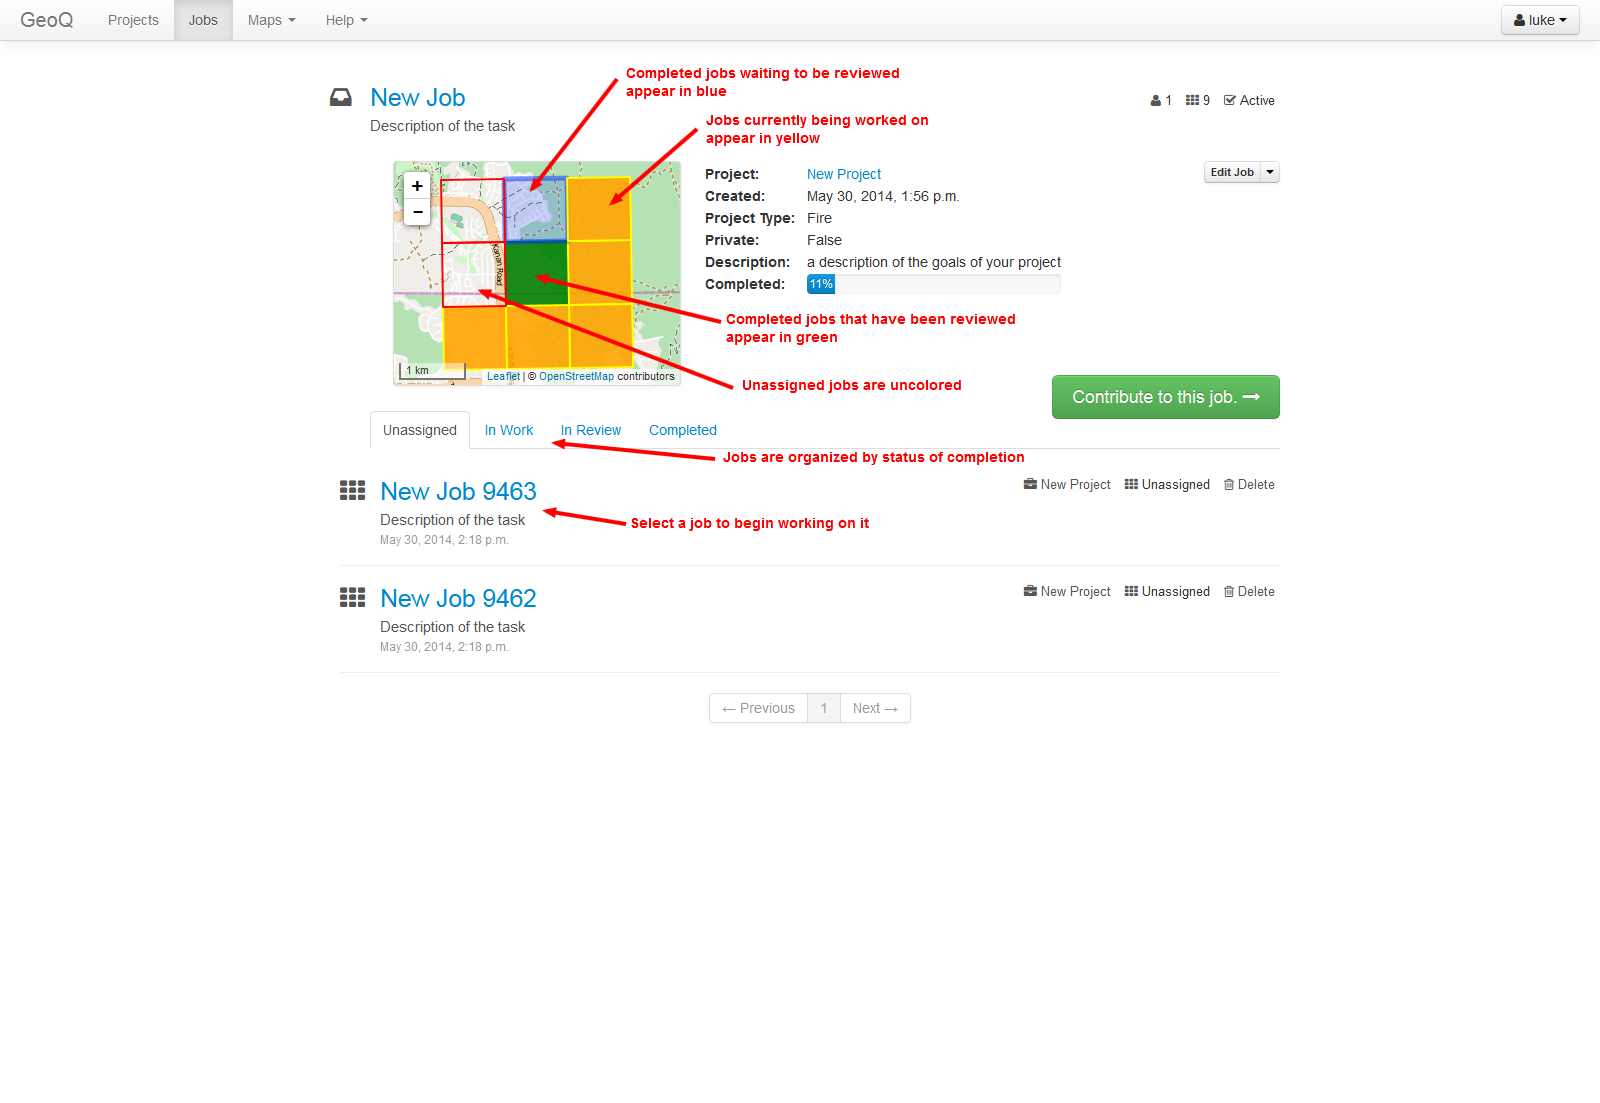 GeoQ Projects Jobs Maps Help luke
Completed jobs waiting to be reviewed
appear in blue
New Job
1 9 Active
Description of the task
Jobs currently being worked on
appear in yellow
+
−
Kanan Road
1 km
Leaflet | © OpenStreetMap contributors
Project: New Project
Edit Job
Created: May 30, 2014, 1:56 p.m.
Project Type: Fire
Private: False
Description: a description of the goals of your project
Completed: 11%
Completed jobs that have been reviewed
appear in green
Unassigned jobs are uncolored
Contribute to this job. →
Unassigned In Work In Review Completed
Jobs are organized by status of completion
New Job 9463
New Project Unassigned Delete
Description of the task
Select a job to begin working on it
May 30, 2014, 2:18 p.m.
New Job 9462
New Project Unassigned Delete
Description of the task
May 30, 2014, 2:18 p.m.
← Previous 1 Next →